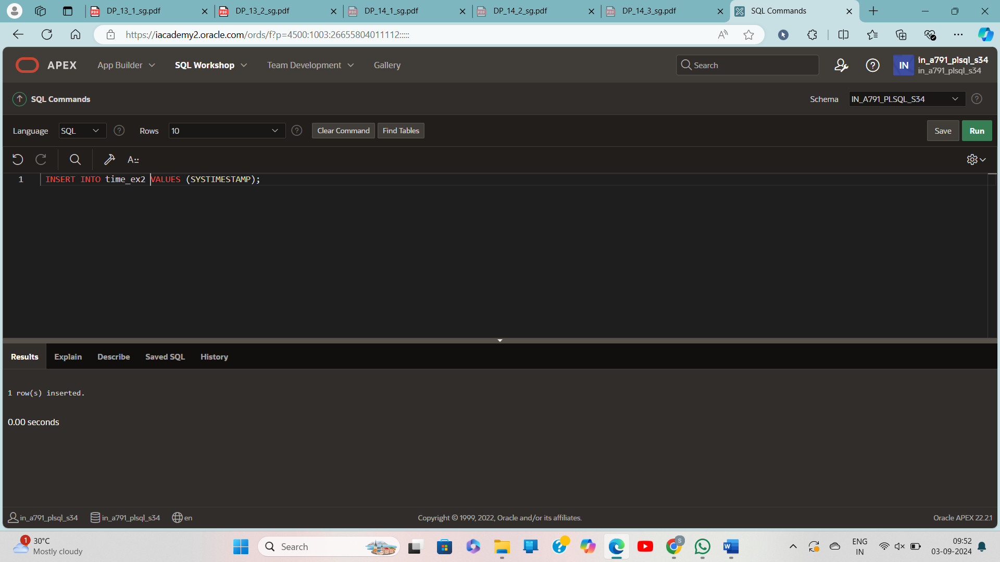 DP_13_1_sg.pdf
DP_13_2_sg.pdf
DP_14_1_sg.pdf
DP_14_2_sg.pdf
DP_14_3_sg.pdf
SQL Commands
https://iacademy2.oracle.com/ords/f?p=4500:1003:26655804011112:::::
APEX
App Builder
SQL Workshop
Team Development
Gallery
Search
IN
in_a791_plsql_s34
in_a791_plsql_s34
SQL Commands
Schema
IN_A791_PLSQL_S34
Language
SQL
Rows
10
Clear Command
Find Tables
Save
Run
1 INSERT INTO time_ex2 VALUES (SYSTIMESTAMP);
Results
Explain
Describe
Saved SQL
History
1 row(s) inserted.
0.00 seconds
in_a791_plsql_s34
in_a791_plsql_s34
en
Copyright © 1999, 2022, Oracle and/or its affiliates.
Oracle APEX 22.2.1
1
30°C
Mostly cloudy
Search
S
ENG
IN
09:52
03-09-2024